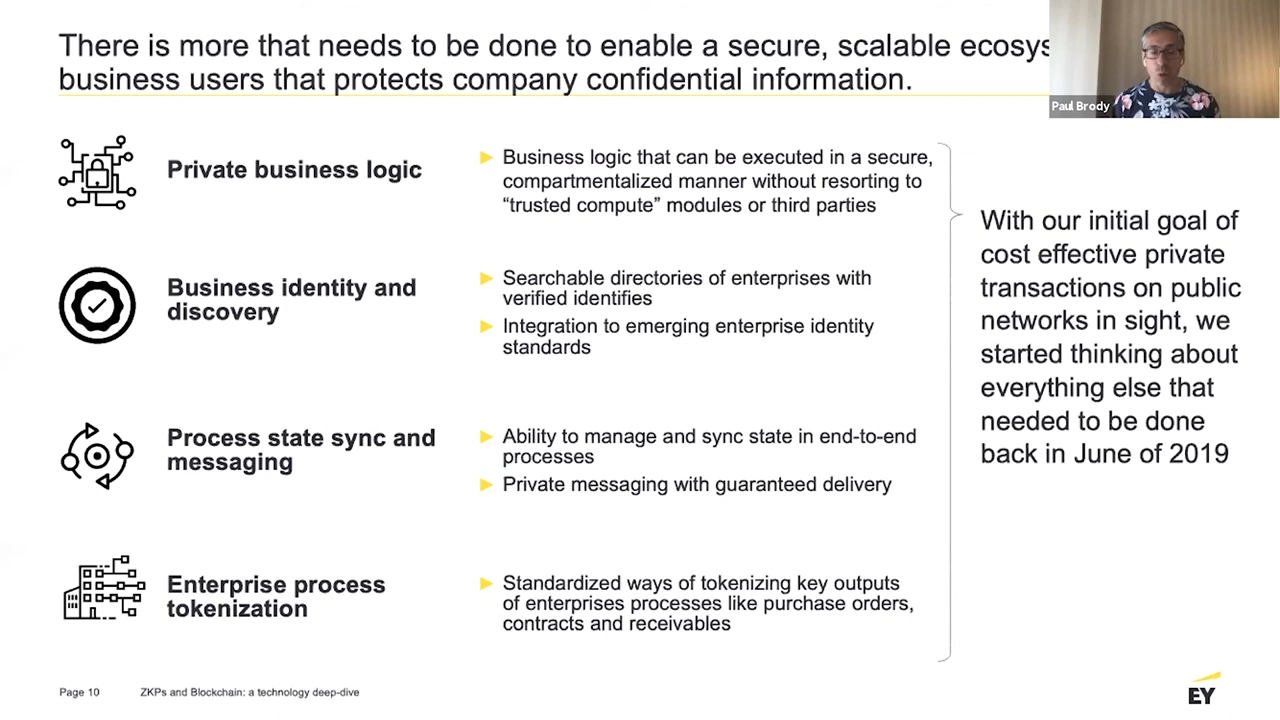 There is more that needs to be done to enable a secure, scalable ecosys
business users that protects company confidential information.
Paul Brody
Private business logic
► Business logic that can be executed in a secure,
compartmentalized manner without resorting to
“trusted compute” modules or third parties
Business identity and
discovery
► Searchable directories of enterprises with
verified identifies
► Integration to emerging enterprise identity
standards
Process state sync and
messaging
► Ability to manage and sync state in end-to-end
processes
► Private messaging with guaranteed delivery
Enterprise process
tokenization
► Standardized ways of tokenizing key outputs
of enterprises processes like purchase orders,
contracts and receivables
With our initial goal of
cost effective private
transactions on public
networks in sight, we
started thinking about
everything else that
needed to be done
back in June of 2019
Page 10 ZKPs and Blockchain: a technology deep-dive
EY